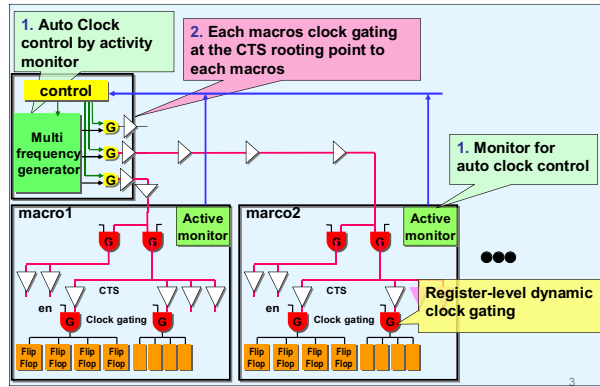 1. Auto Clock
control by activity
monitor
2. Each macros clock gating
at the CTS rooting point to
each macros
control
Multi
frequency
generator
G
G
G
1. Monitor for
auto clock control
macro1
Active
monitor
G
G
CTS
en
G
Clock gating
G
Flip
Flop
Flip
Flop
Flip
Flop
Flip
Flop
marco2
Active
monitor
G
G
CTS
en
G
Clock gating
G
Flip
Flop
Flip
Flop
Flip
Flop
Flip
Flop
Register-level dynamic
clock gating
3